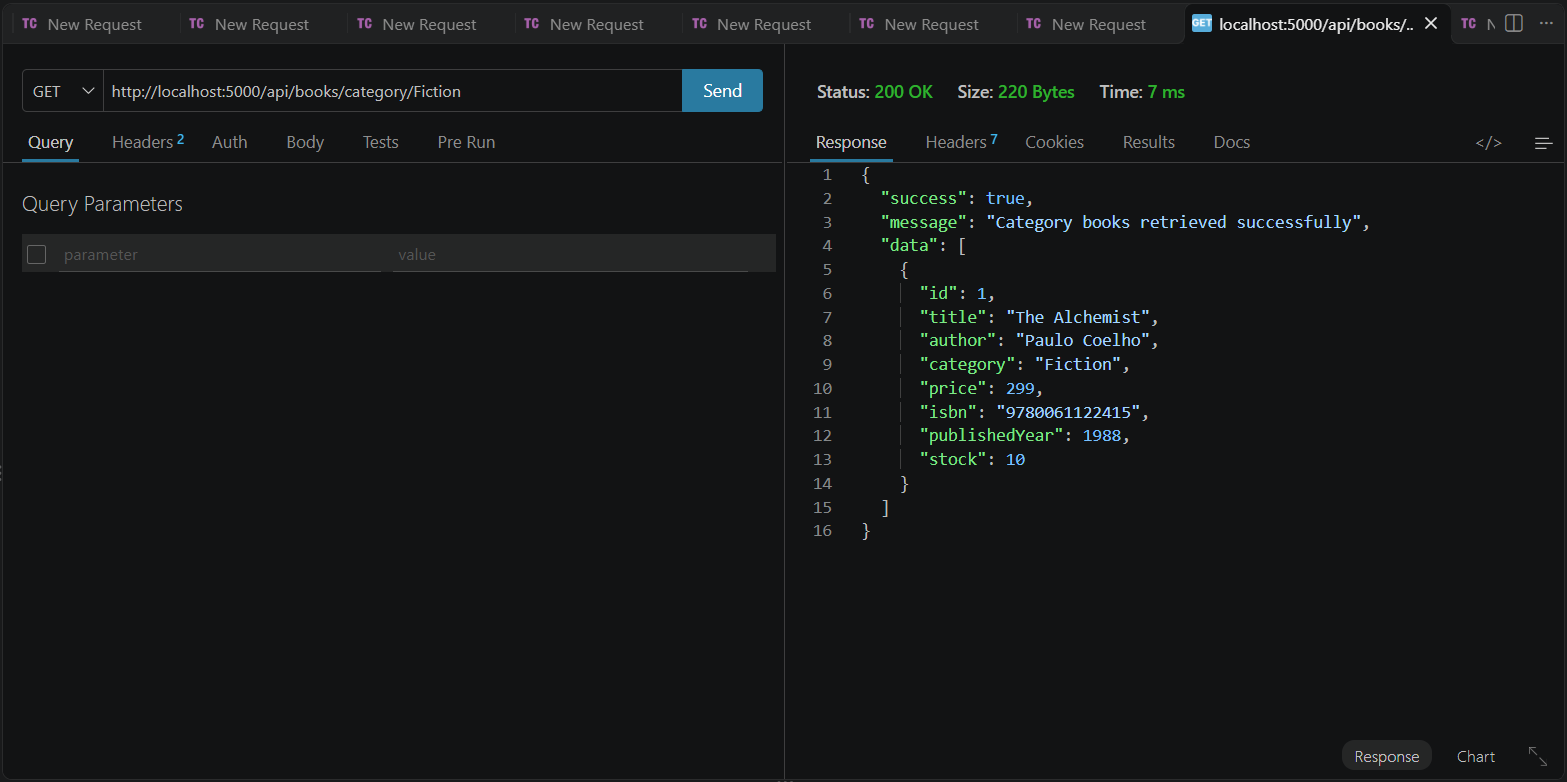 TC New Request TC New Request TC New Request TC New Request TC New Request TC New Request TC New Request GET localhost:5000/api/books/.. TC N ...
GET http://localhost:5000/api/books/category/Fiction Send
Query Headers 2 Auth Body Tests Pre Run
Query Parameters
parameter value
Status: 200 OK Size: 220 Bytes Time: 7 ms
Response Headers 7 Cookies Results Docs </>
1 {
2 "success": true,
3 "message": "Category books retrieved successfully",
4 "data": [
5 {
6 "id": 1,
7 "title": "The Alchemist",
8 "author": "Paulo Coelho",
9 "category": "Fiction",
10 "price": 299,
11 "isbn": "9780061122415",
12 "publishedYear": 1988,
13 "stock": 10
14 }
15 ]
16 }
Response Chart